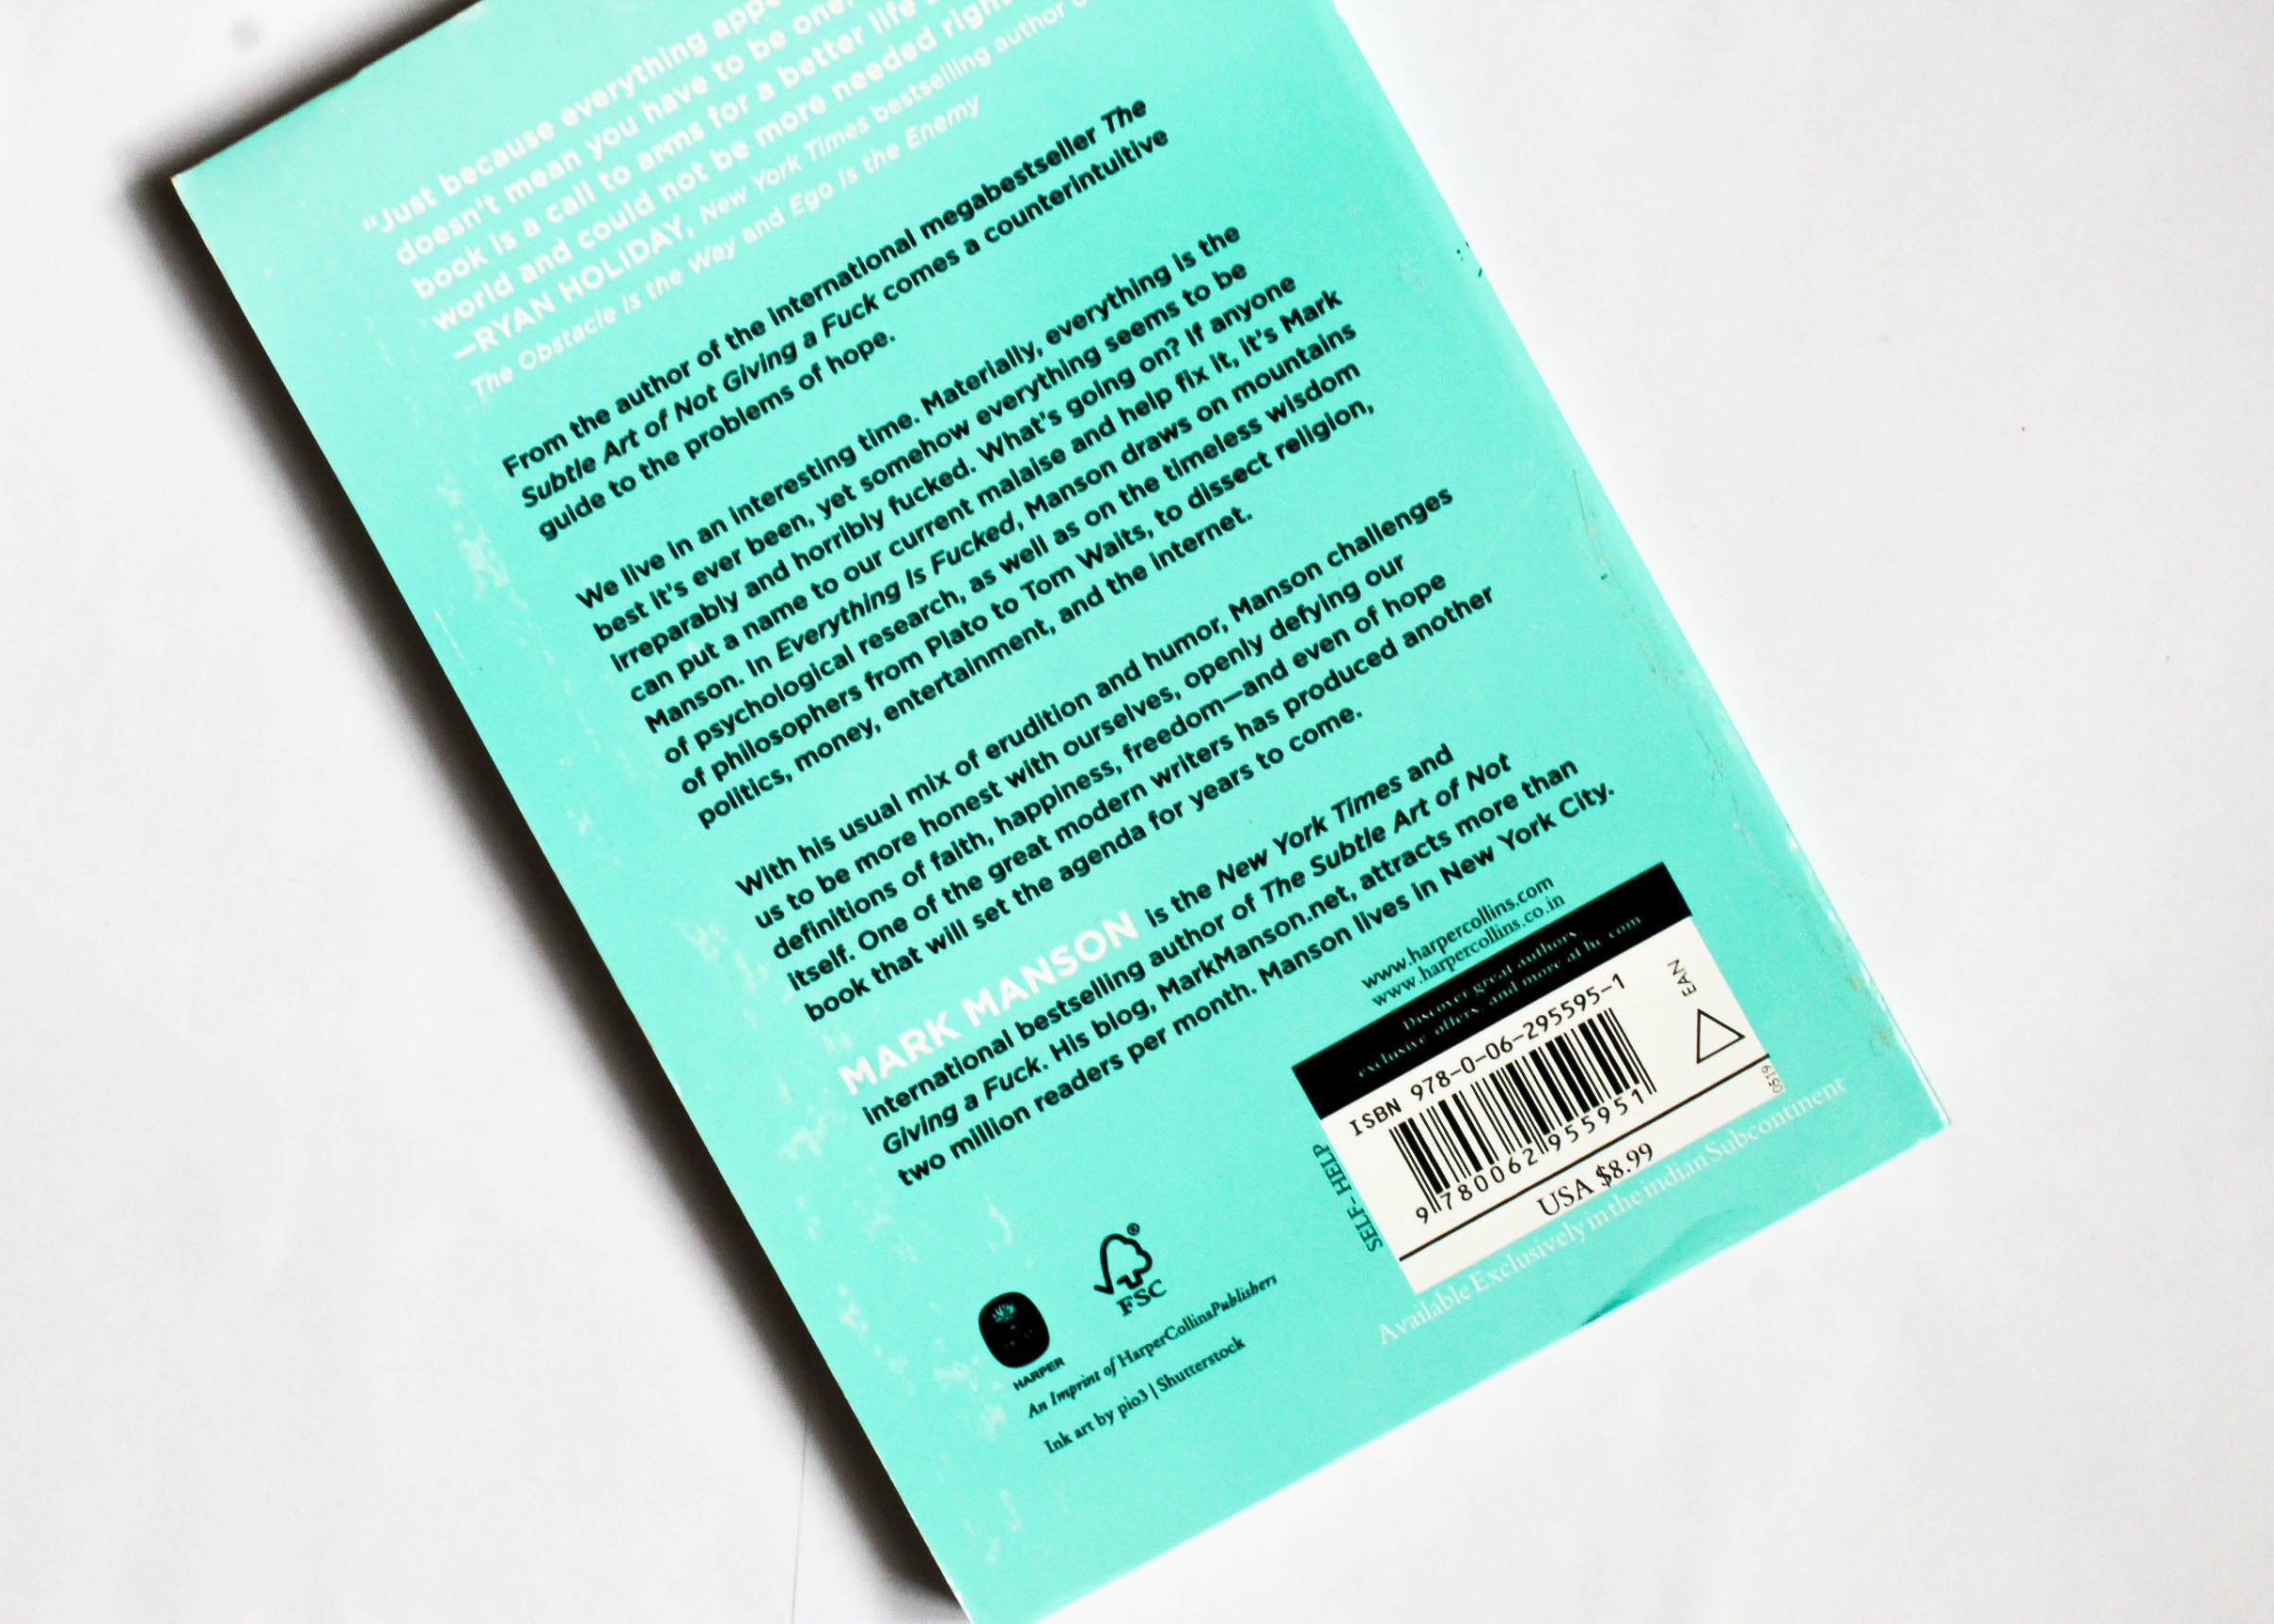 "Just because everything
doesn't mean you have to be one.
book is a call to arms for a better life
world and could not be more needed right
—RYAN HOLIDAY, New York Times bestselling author
The Obstacle Is the Way and Ego Is the Enemy
From the author of the international megabestseller The
Subtle Art of Not Giving a Fuck comes a counterintuitive
guide to the problems of hope.
We live in an interesting time. Materially, everything is the
best it's ever been, yet somehow everything seems to be
irreparably and horribly fucked. What's going on? If anyone
can put a name to our current malaise and help fix it, it's Mark
Manson. In Everything Is Fucked, Manson draws on mountains
of psychological research, as well as on the timeless wisdom
of philosophers from Plato to Tom Waits, to dissect religion,
politics, money, entertainment, and the internet.
With his usual mix of erudition and humor, Manson challenges
us to be more honest with ourselves, openly defying our
definitions of faith, happiness, freedom—and even of hope
itself. One of the great modern writers has produced another
book that will set the agenda for years to come.
MARK MANSON is the New York Times and
international bestselling author of The Subtle Art of Not
Giving a Fuck. His blog, MarkManson.net, attracts more than
two million readers per month. Manson lives in New York City.
www.harpercollins.com
www.harpercollins.co.in
Discover great authors,
exclusive offers, and more at hc.com
ISBN 978-0-06-295595-1
EAN
9 780062 955951
0519
USA $8.99
SELF-HELP
Available Exclusively in the indian Subcontinent
FSC
HARPER
An Imprint of HarperCollinsPublishers
Ink art by pio3 | Shutterstock